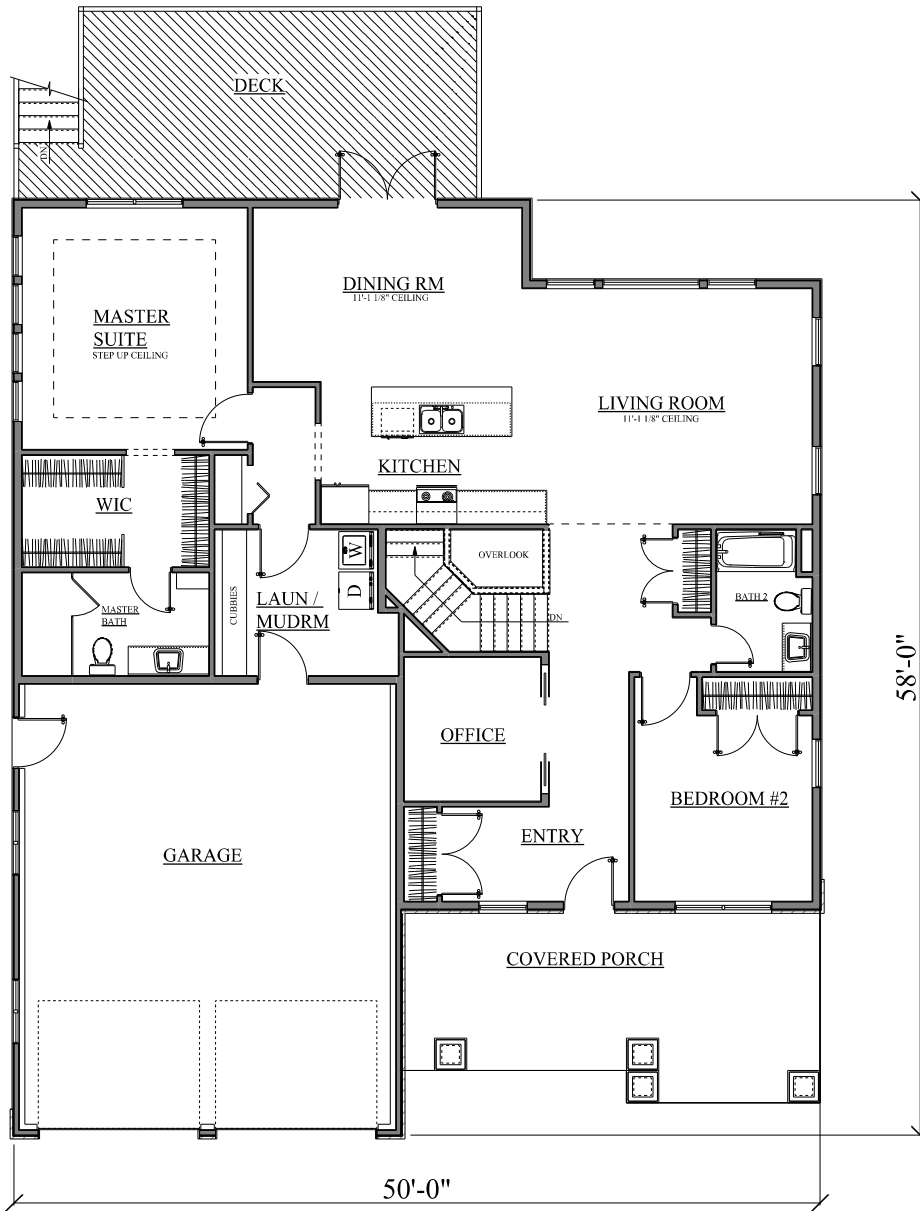 DECK
DN
DINING RM
11'-1 1/8" CEILING
MASTER
SUITE
STEP UP CEILING
LIVING ROOM
11'-1 1/8" CEILING
KITCHEN
WIC
OVERLOOK
W
D
CUBBIES
LAUN /
MUDRM
MASTER
BATH
BATH 2
DN
58'-0"
OFFICE
BEDROOM #2
ENTRY
GARAGE
COVERED PORCH
50'-0"